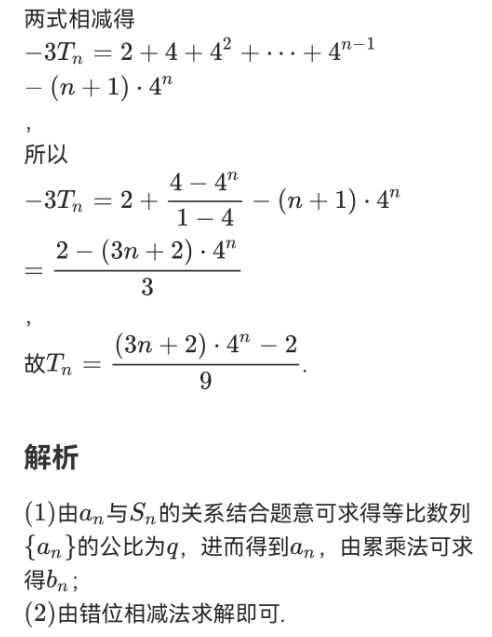 两式相减得
$-3T_n = 2 + 4 + 4^2 + \cdots + 4^{n-1}$
$- (n+1) \cdot 4^n$
,
所以
$-3T_n = 2 + \dfrac{4 - 4^n}{1 - 4} - (n+1) \cdot 4^n$
$= \dfrac{2 - (3n+2) \cdot 4^n}{3}$
,
故$T_n = \dfrac{(3n+2) \cdot 4^n - 2}{9}$.
解析
(1)由$a_n$与$S_n$的关系结合题意可求得等比数列
$\{a_n\}$的公比为$q$，进而得到$a_n$，由累乘法可求
得$b_n$；
(2)由错位相减法求解即可.